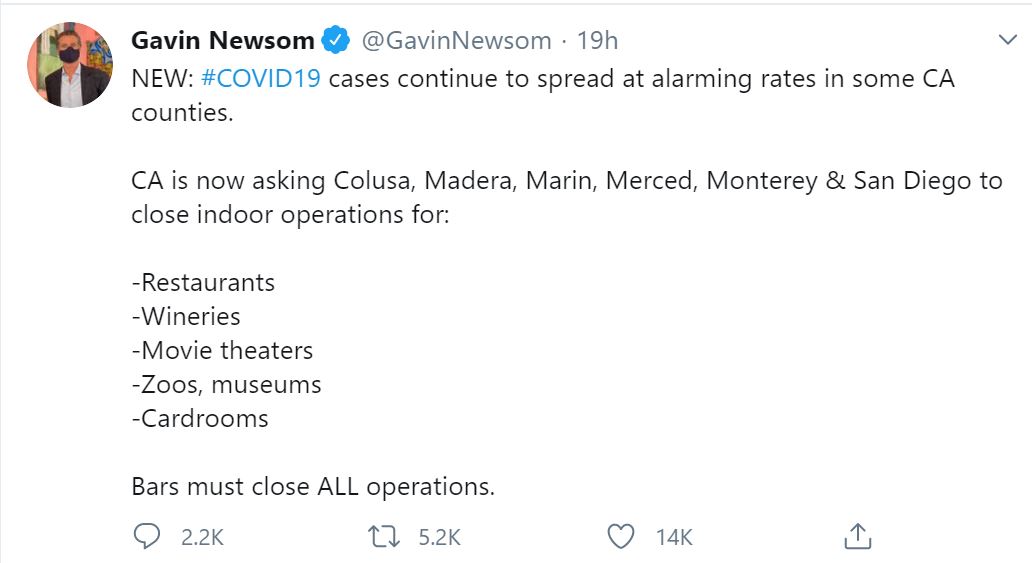 Gavin Newsom @GavinNewsom · 19h
NEW: #COVID19 cases continue to spread at alarming rates in some CA
counties.
CA is now asking Colusa, Madera, Marin, Merced, Monterey & San Diego to
close indoor operations for:
-Restaurants
-Wineries
-Movie theaters
-Zoos, museums
-Cardrooms
Bars must close ALL operations.
2.2K 5.2K 14K